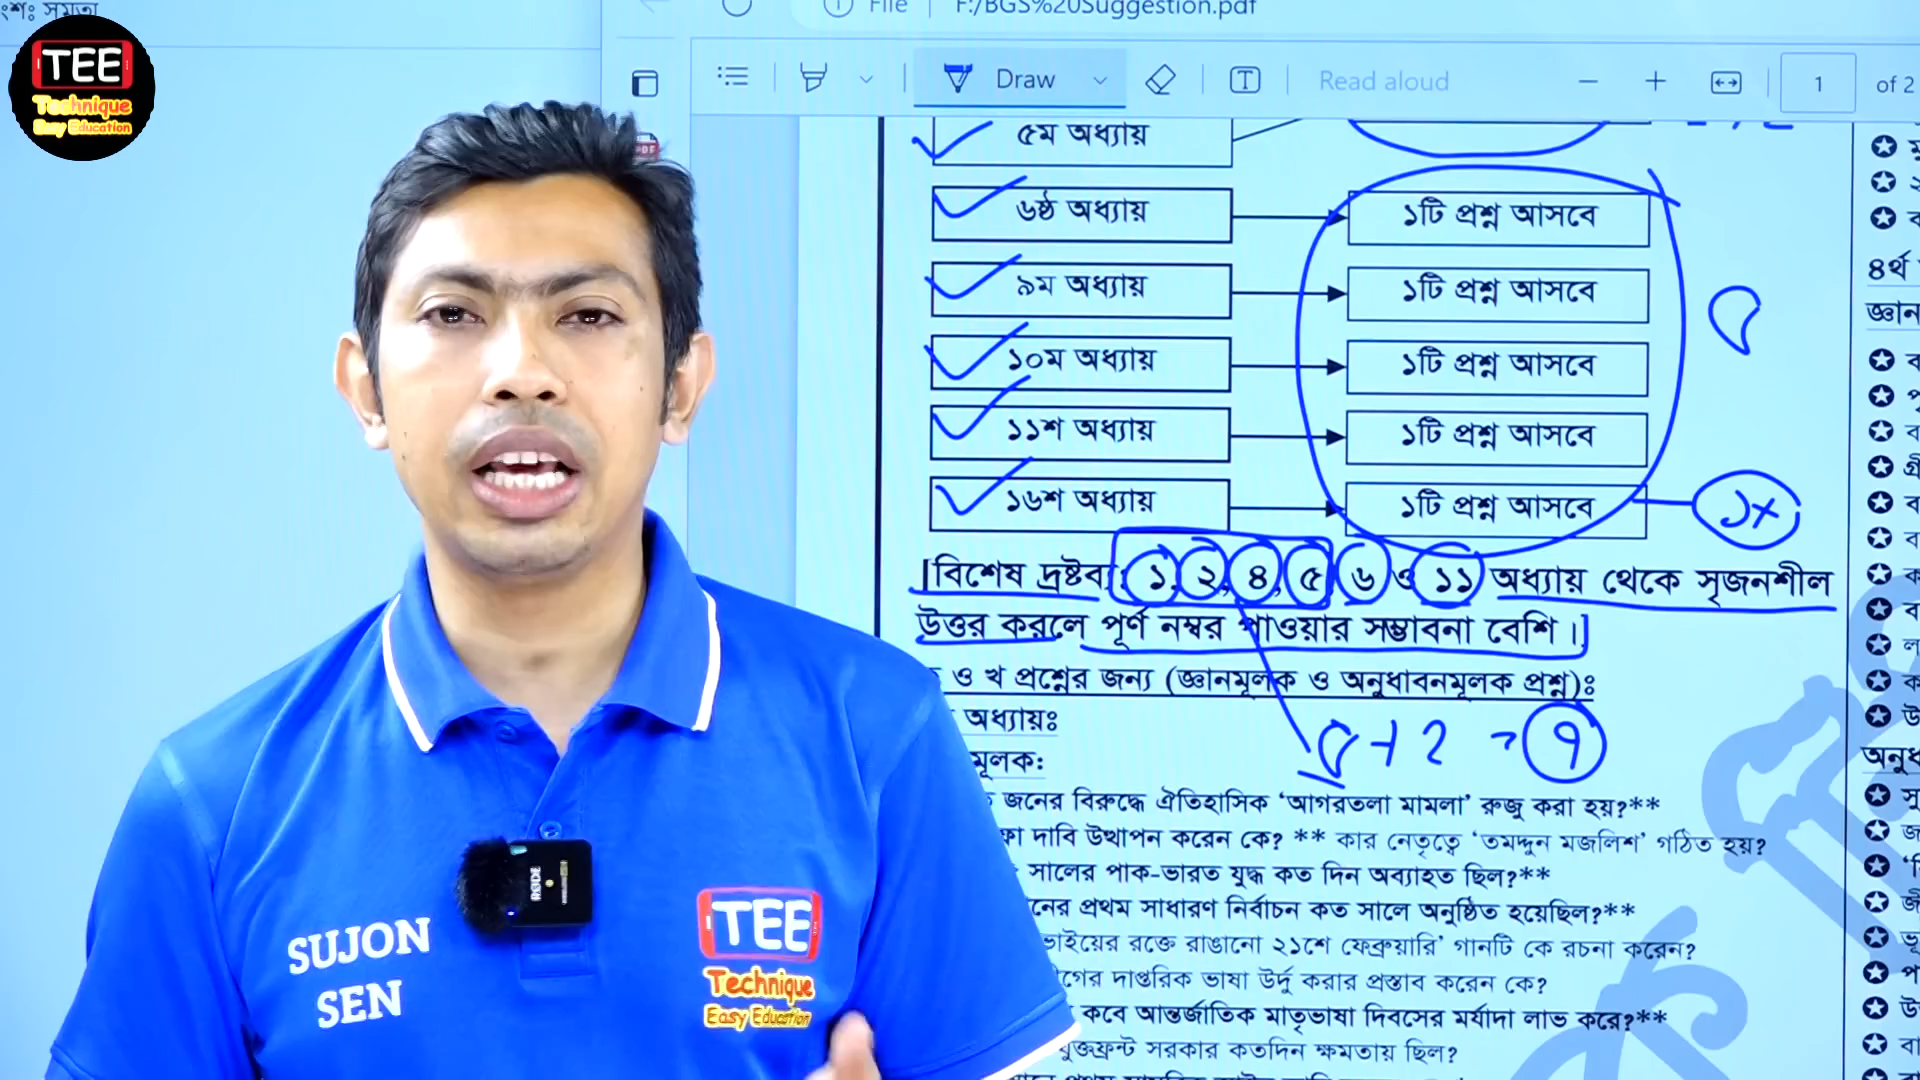 অংশঃ সমতা
TEE
Technique
Easy Education
File
F:/BGS%20Suggestion.pdf
Draw
Read aloud
1
of 2
PDF
৫ম অধ্যায়
৬ষ্ঠ অধ্যায় ১টি প্রশ্ন আসবে
৯ম অধ্যায় ১টি প্রশ্ন আসবে
১০ম অধ্যায় ১টি প্রশ্ন আসবে
১১শ অধ্যায় ১টি প্রশ্ন আসবে
১৬শ অধ্যায় ১টি প্রশ্ন আসবে
[বিশেষ দ্রষ্টব্য: ১, ২, ৪, ৫ ৬ ও ১১ অধ্যায় থেকে সৃজনশীল
উত্তর করলে পূর্ণ নম্বর পাওয়ার সম্ভাবনা বেশি।]
ও খ প্রশ্নের জন্য (জ্ঞানমূলক ও অনুধাবনমূলক প্রশ্ন)ঃ
অধ্যায়ঃ
মূলক:
জনের বিরুদ্ধে ঐতিহাসিক ‘আগরতলা মামলা’ রুজু করা হয়?**
দাবি উত্থাপন করেন কে? ** কার নেতৃত্বে ‘তমদ্দুন মজলিশ’ গঠিত হয়?
সালের পাক-ভারত যুদ্ধ কত দিন অব্যাহত ছিল?**
প্রথম সাধারণ নির্বাচন কত সালে অনুষ্ঠিত হয়েছিল?**
ভাইয়ের রক্তে রাঙানো ২১শে ফেব্রুয়ারি’ গানটি কে রচনা করেন?
দাপ্তরিক ভাষা উর্দু করার প্রস্তাব করেন কে?
কবে আন্তর্জাতিক মাতৃভাষা দিবসের মর্যাদা লাভ করে?**
যুক্তফ্রন্ট সরকার কতদিন ক্ষমতায় ছিল?
৪র্থ
SUJON
SEN
RØDE
TEE
Technique
Easy Education